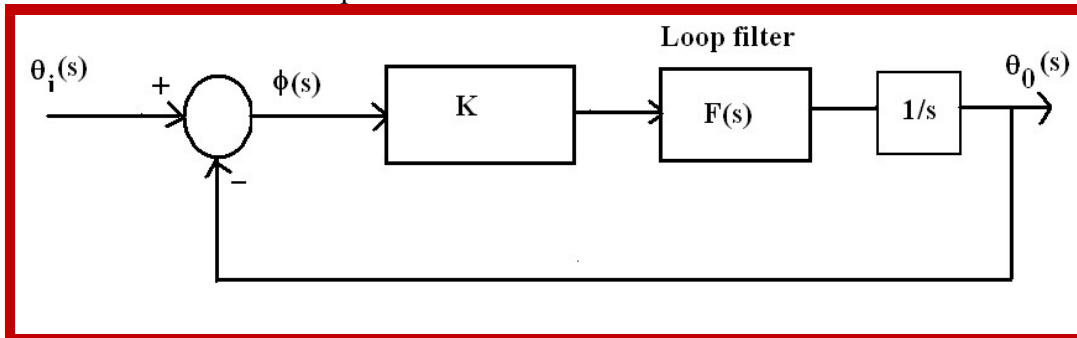 Loop filter
θi(s)
+
ϕ(s)
K
F(s)
1/s
θ0(s)
−